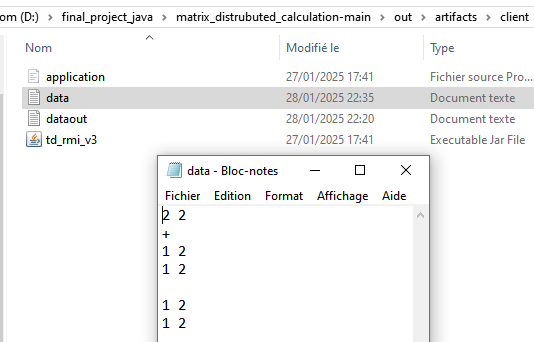 om (D:) › final_project_java › matrix_distrubuted_calculation-main › out › artifacts › client
Nom Modifié le Type
application 27/01/2025 17:41 Fichier source Pro...
data 28/01/2025 22:35 Document texte
dataout 28/01/2025 22:20 Document texte
td_rmi_v3 27/01/2025 17:41 Executable Jar File
data - Bloc-notes
Fichier Edition Format Affichage Aide
2 2
+
1 2
1 2
1 2
1 2